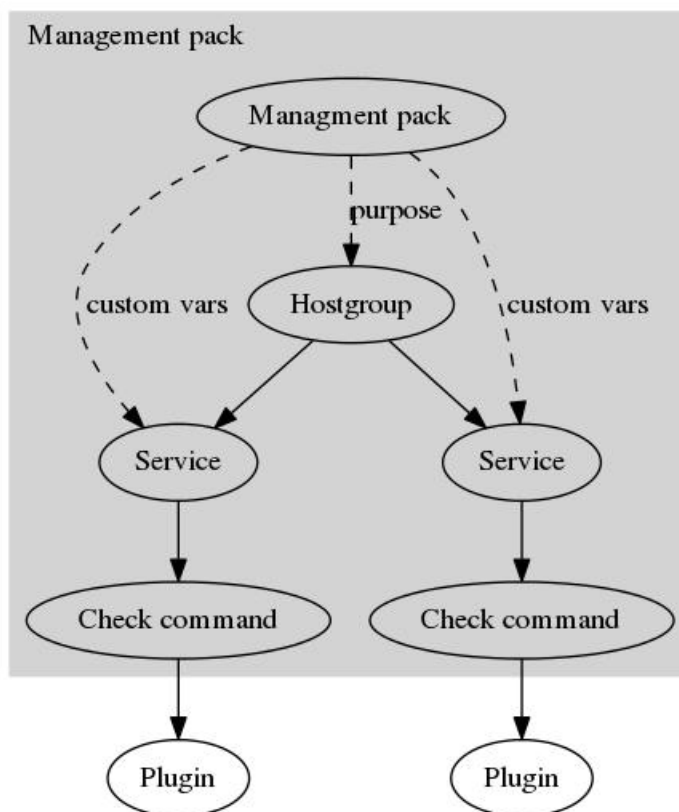 Management pack
Managment pack
purpose
custom vars
Hostgroup
custom vars
Service
Service
Check command
Check command
Plugin
Plugin